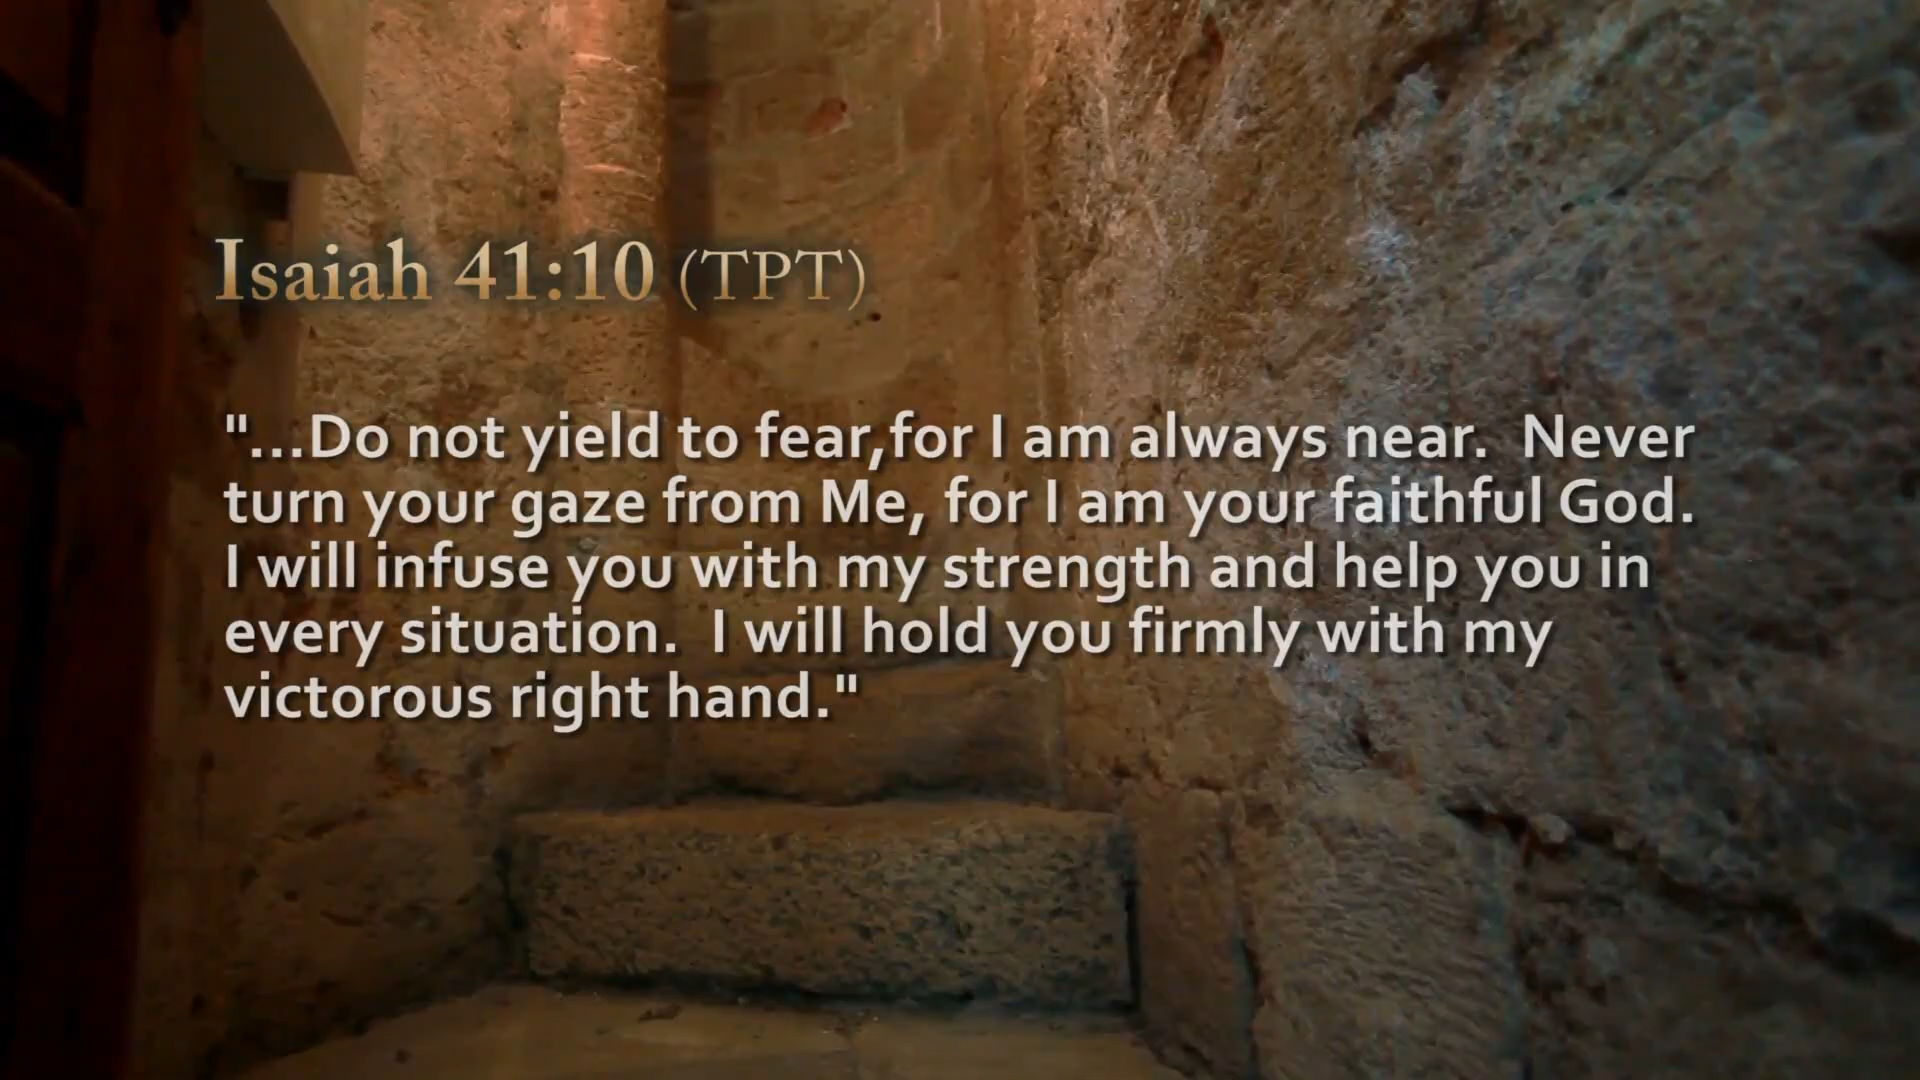 Isaiah 41:10 (TPT)
"...Do not yield to fear,for I am always near.  Never
turn your gaze from Me, for I am your faithful God.
I will infuse you with my strength and help you in
every situation.  I will hold you firmly with my
victorous right hand."